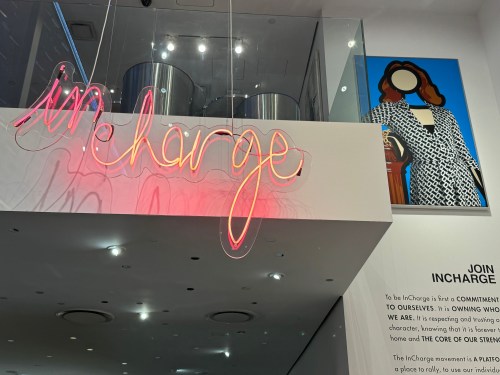 in charge
JOIN
INCHARGE
To be InCharge is first a COMMITMENT
TO OURSELVES. It is OWNING WHO
WE ARE. It is respecting and trusting o
character, knowing that it is forever
home and THE CORE OF OUR STREN
The InCharge movement is A PLATFO
a place to rally, to use our individu